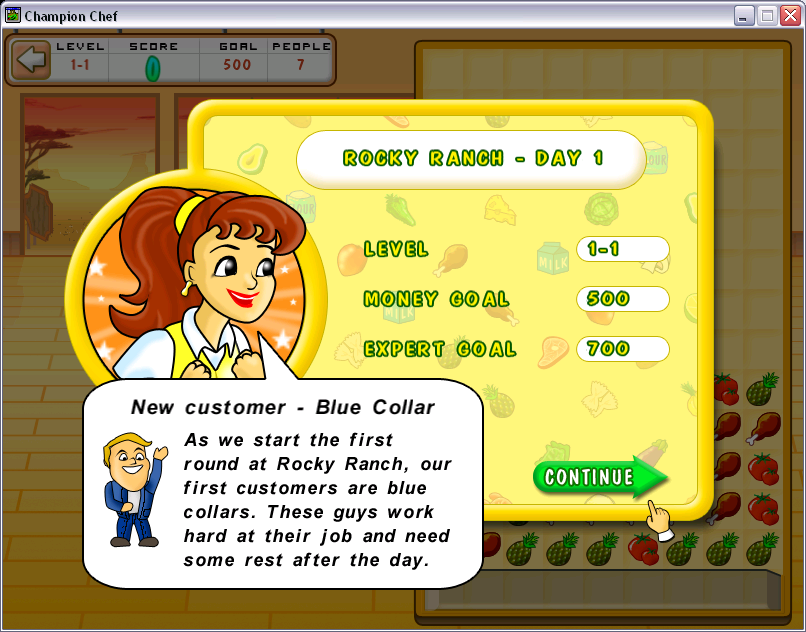 Champion Chef
LEVEL SCORE GOAL PEOPLE
1-1 0 500 7
ROCKY RANCH - DAY 1
LEVEL 1-1
MONEY GOAL 500
EXPERT GOAL 700
CONTINUE
New customer - Blue Collar
As we start the first
round at Rocky Ranch, our
first customers are blue
collars. These guys work
hard at their job and need
some rest after the day.
MILK
MILK